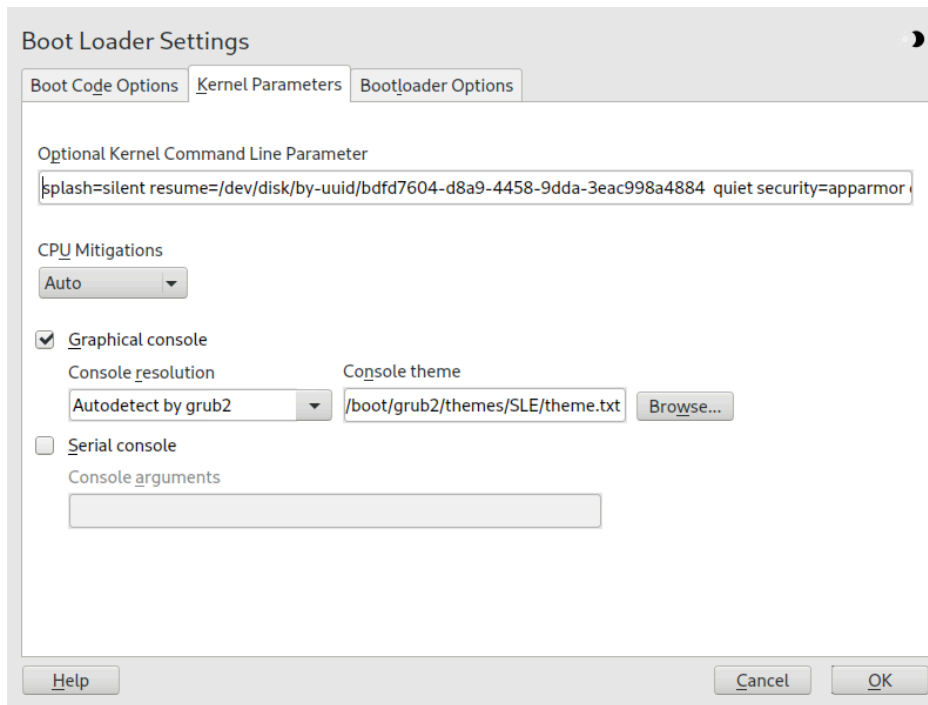 Boot Loader Settings
Boot Code Options Kernel Parameters Bootloader Options
Optional Kernel Command Line Parameter
splash=silent resume=/dev/disk/by-uuid/bdfd7604-d8a9-4458-9dda-3eac998a4884 quiet security=apparmor
CPU Mitigations
Auto
Graphical console
Console resolution Console theme
Autodetect by grub2 /boot/grub2/themes/SLE/theme.txt Browse...
Serial console
Console arguments
Help Cancel OK